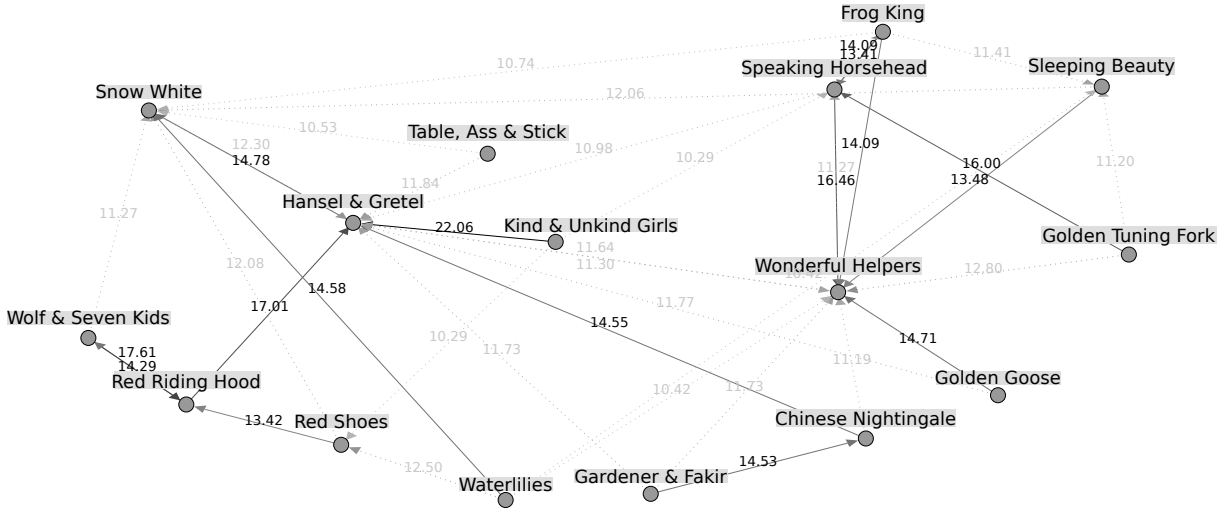 Frog King
14.09
13.41
11.41
10.74
Speaking Horsehead
Sleeping Beauty
Snow White
12.06
10.53
Table, Ass & Stick
12.30
14.78
10.98
10.29
14.09
11.27
16.46
16.00
13.48
11.20
11.84
Hansel & Gretel
11.27
22.06
Kind & Unkind Girls
Golden Tuning Fork
11.64
11.30
12.08
Wonderful Helpers
10.42
12.80
14.58
17.01
11.77
Wolf & Seven Kids
14.55
14.71
17.61
14.29
10.29
11.73
11.19
Red Riding Hood
10.42
11.73
Golden Goose
13.42
Red Shoes
Chinese Nightingale
12.50
14.53
Waterlilies
Gardener & Fakir